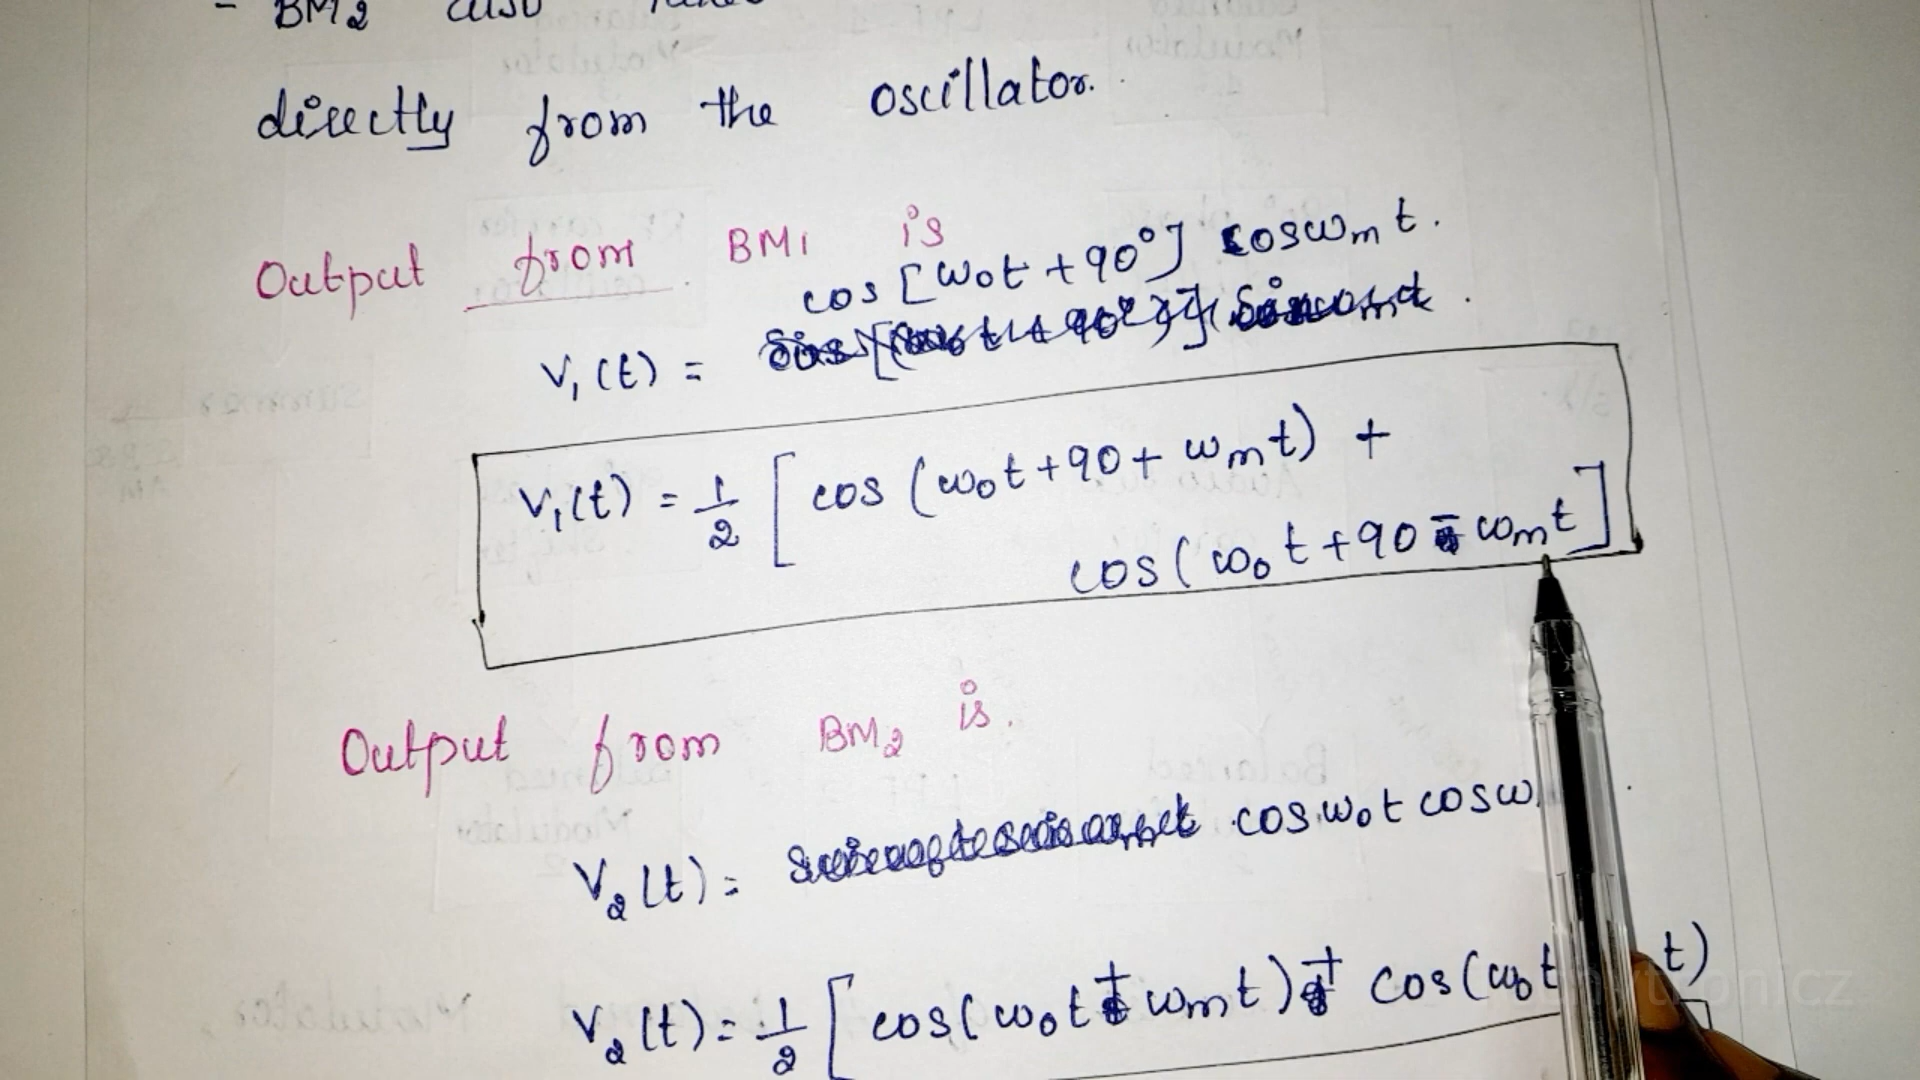 - BM2 also
directly from the oscillator.
Output from BM1 is
cos [ω₀t + 90°] cosωₘt.
V₁(t) =
V₁(t) = 1/2 [ cos (ω₀t + 90 + ωₘt) +
cos (ω₀t + 90 - ωₘt ]
Output from BM₂ is.
V₂(t) = cosω₀t cosω
V₂(t) = 1/2 [ cos(ω₀t + ωₘt) + cos(ω₀t t)